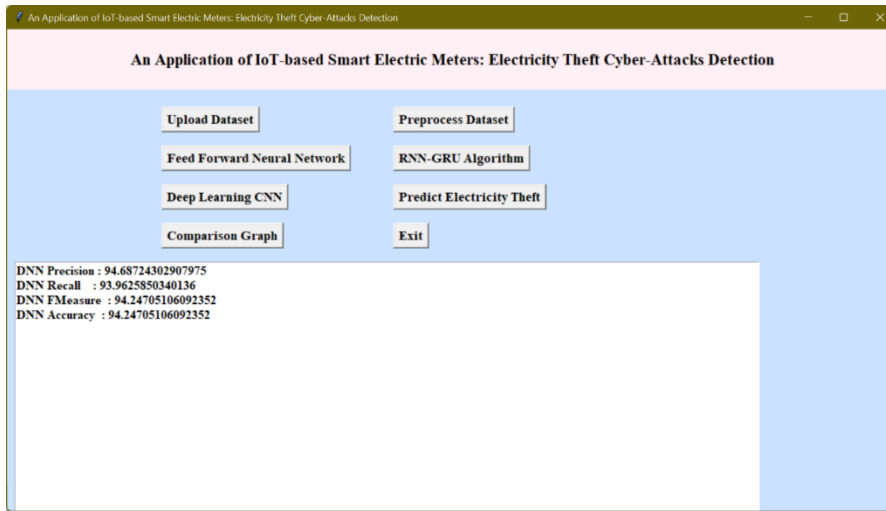 An Application of IoT-based Smart Electric Meters: Electricity Theft Cyber-Attacks Detection
An Application of IoT-based Smart Electric Meters: Electricity Theft Cyber-Attacks Detection
Upload Dataset
Preprocess Dataset
Feed Forward Neural Network
RNN-GRU Algorithm
Deep Learning CNN
Predict Electricity Theft
Comparison Graph
Exit
DNN Precision : 94.68724302907975
DNN Recall : 93.9625850340136
DNN FMeasure : 94.24705106092352
DNN Accuracy : 94.24705106092352